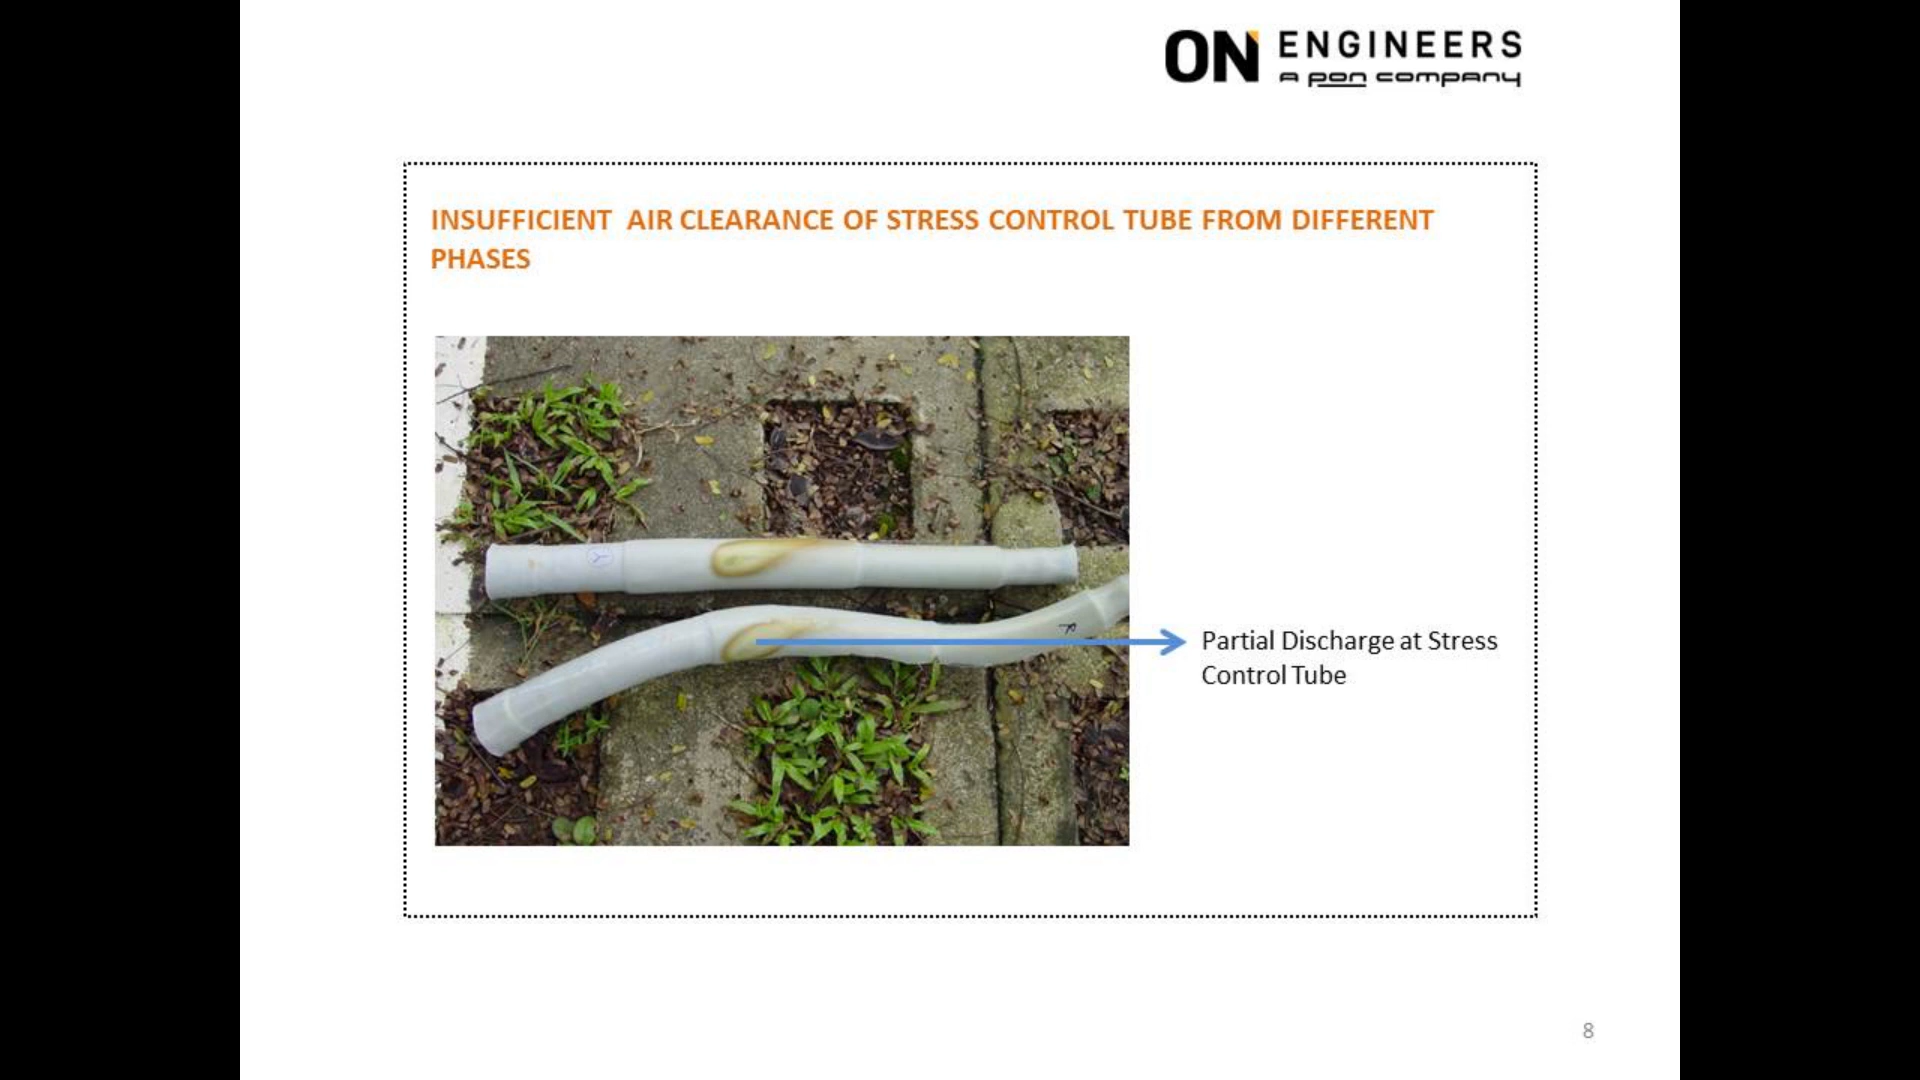 ON ENGINEERS
A pon company
INSUFFICIENT AIR CLEARANCE OF STRESS CONTROL TUBE FROM DIFFERENT
PHASES
Y
Partial Discharge at Stress
Control Tube
8